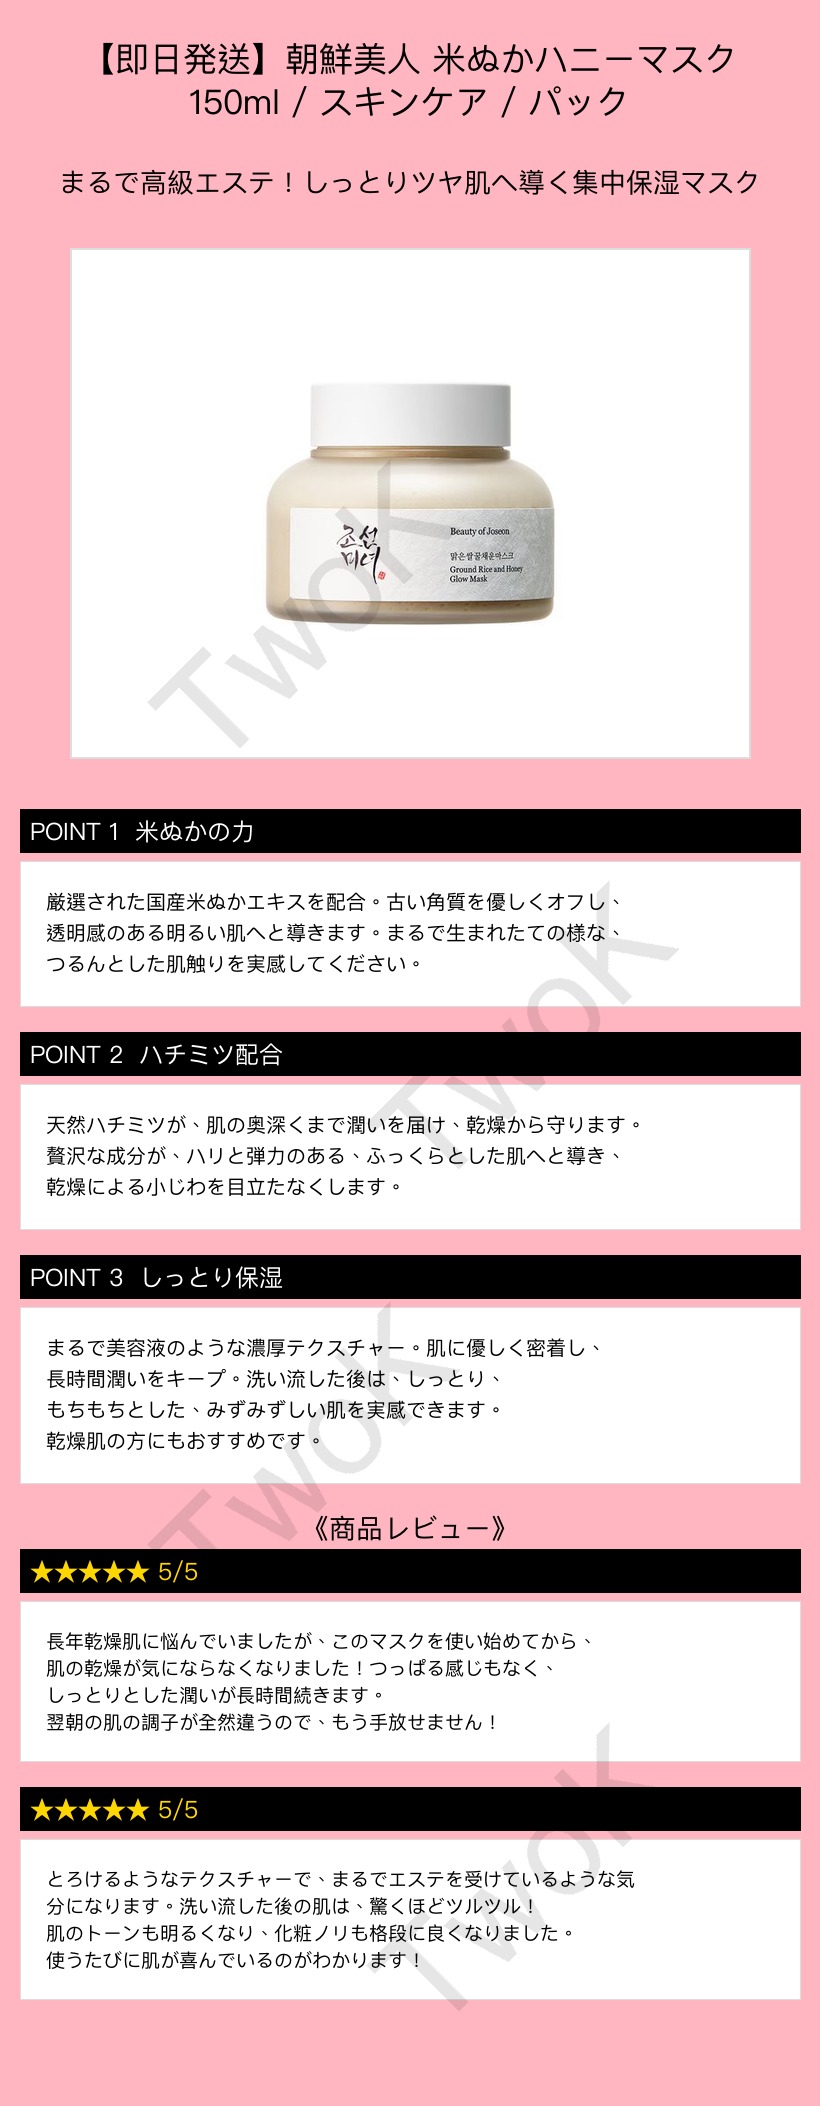 【即日発送】朝鮮美人 米ぬかハニーマスク
150ml / スキンケア / パック
まるで高級エステ！しっとりツヤ肌へ導く集中保湿マスク
조선
미녀
Beauty of Joseon
맑은쌀꿀채운마스크
Ground Rice and Honey
Glow Mask
TwoK
POINT 1 米ぬかの力
厳選された国産米ぬかエキスを配合。古い角質を優しくオフし、
透明感のある明るい肌へと導きます。まるで生まれたての様な、
つるんとした肌触りを実感してください。
TwoK
POINT 2 ハチミツ配合
天然ハチミツが、肌の奥深くまで潤いを届け、乾燥から守ります。
贅沢な成分が、ハリと弾力のある、ふっくらとした肌へと導き、
乾燥による小じわを目立たなくします。
POINT 3 しっとり保湿
まるで美容液のような濃厚テクスチャー。肌に優しく密着し、
長時間潤いをキープ。洗い流した後は、しっとり、
もちもちとした、みずみずしい肌を実感できます。
乾燥肌の方にもおすすめです。
TwoK
《商品レビュー》
★★★★★ 5/5
長年乾燥肌に悩んでいましたが、このマスクを使い始めてから、
肌の乾燥が気にならなくなりました！つっぱる感じもなく、
しっとりとした潤いが長時間続きます。
翌朝の肌の調子が全然違うので、もう手放せません！
★★★★★ 5/5
とろけるようなテクスチャーで、まるでエステを受けているような気
分になります。洗い流した後の肌は、驚くほどツルツル！
肌のトーンも明るくなり、化粧ノリも格段に良くなりました。
使うたびに肌が喜んでいるのがわかります！
TwoK